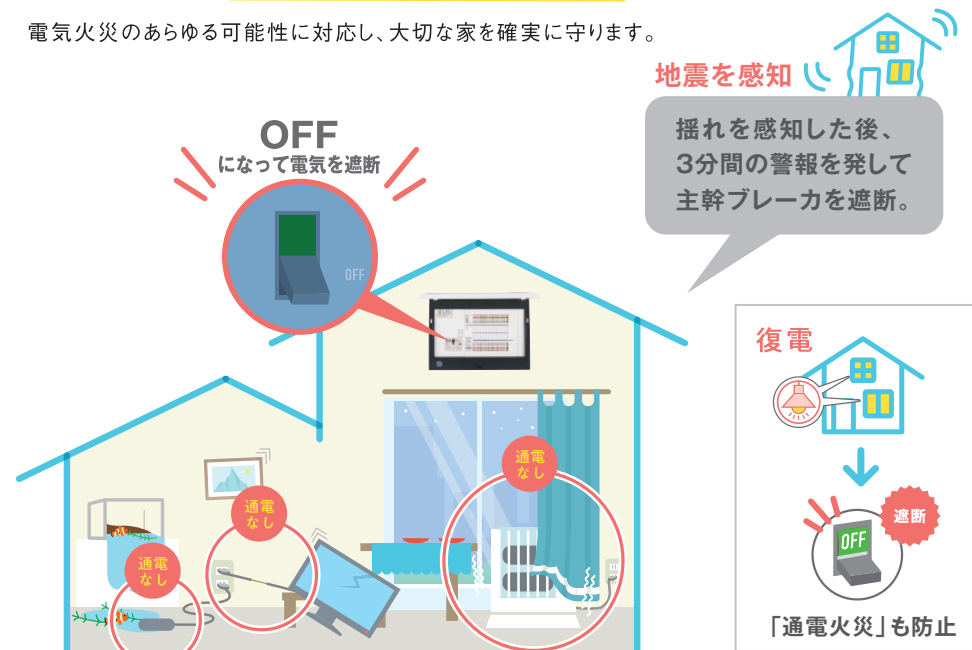 電気火災のあらゆる可能性に対応し、大切な家を確実に守ります。
地震を感知
揺れを感知した後、
3分間の警報を発して
主幹ブレーカを遮断。
OFF
になって電気を遮断
OFF
通電
なし
通電
なし
通電
なし
復電
遮断
OFF
「通電火災」も防止